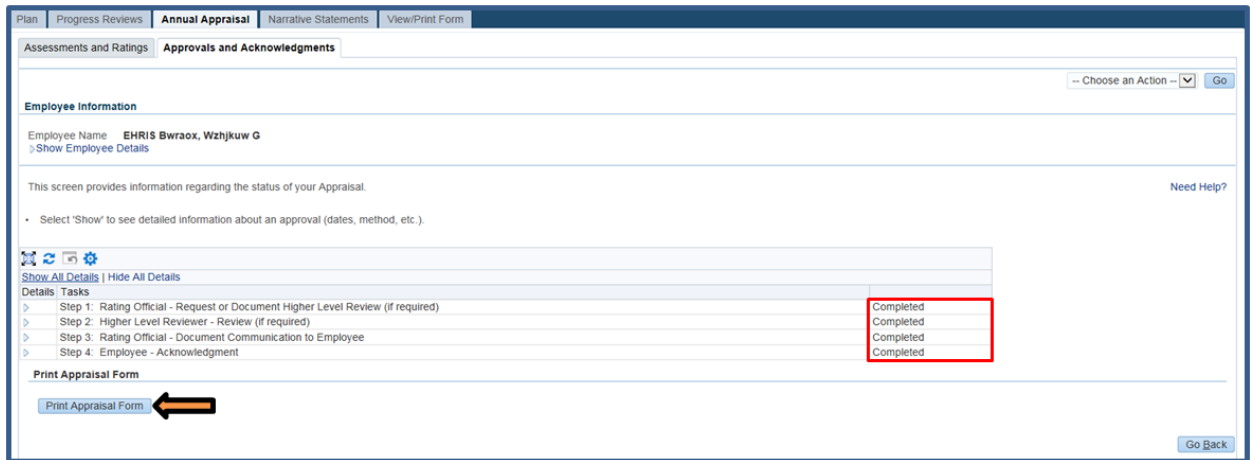 Plan Progress Reviews Annual Appraisal Narrative Statements View/Print Form
Assessments and Ratings Approvals and Acknowledgments
-- Choose an Action -- Go
Employee Information
Employee Name EHRIS Bwraox, Wzhjkuw G
Show Employee Details
This screen provides information regarding the status of your Appraisal. Need Help?
• Select 'Show' to see detailed information about an approval (dates, method, etc.).
Show All Details | Hide All Details
Details Tasks
Step 1: Rating Official - Request or Document Higher Level Review (if required) Completed
Step 2: Higher Level Reviewer - Review (if required) Completed
Step 3: Rating Official - Document Communication to Employee Completed
Step 4: Employee - Acknowledgment Completed
Print Appraisal Form
Print Appraisal Form
Go Back